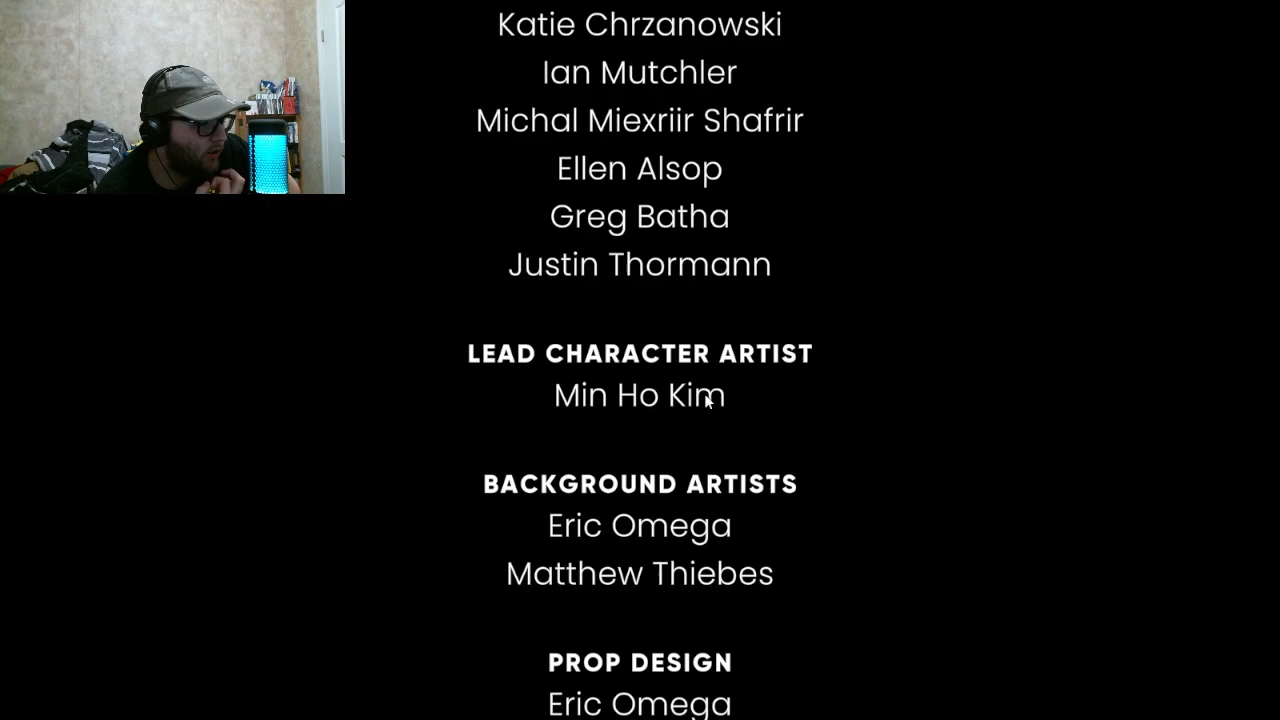 Katie Chrzanowski
Ian Mutchler
Michal Miexriir Shafrir
Ellen Alsop
Greg Batha
Justin Thormann
LEAD CHARACTER ARTIST
Min Ho Kim
BACKGROUND ARTISTS
Eric Omega
Matthew Thiebes
PROP DESIGN
Eric Omega